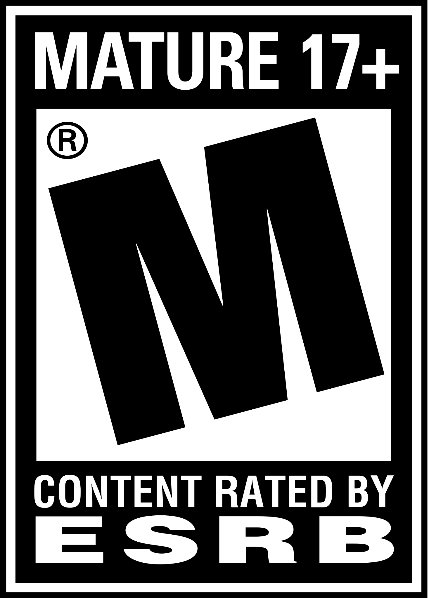 MATURE 17+
®
M
CONTENT RATED BY
ESRB